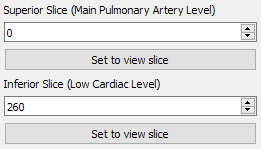 Superior Slice (Main Pulmonary Artery Level)
0
Set to view slice
Inferior Slice (Low Cardiac Level)
260
Set to view slice